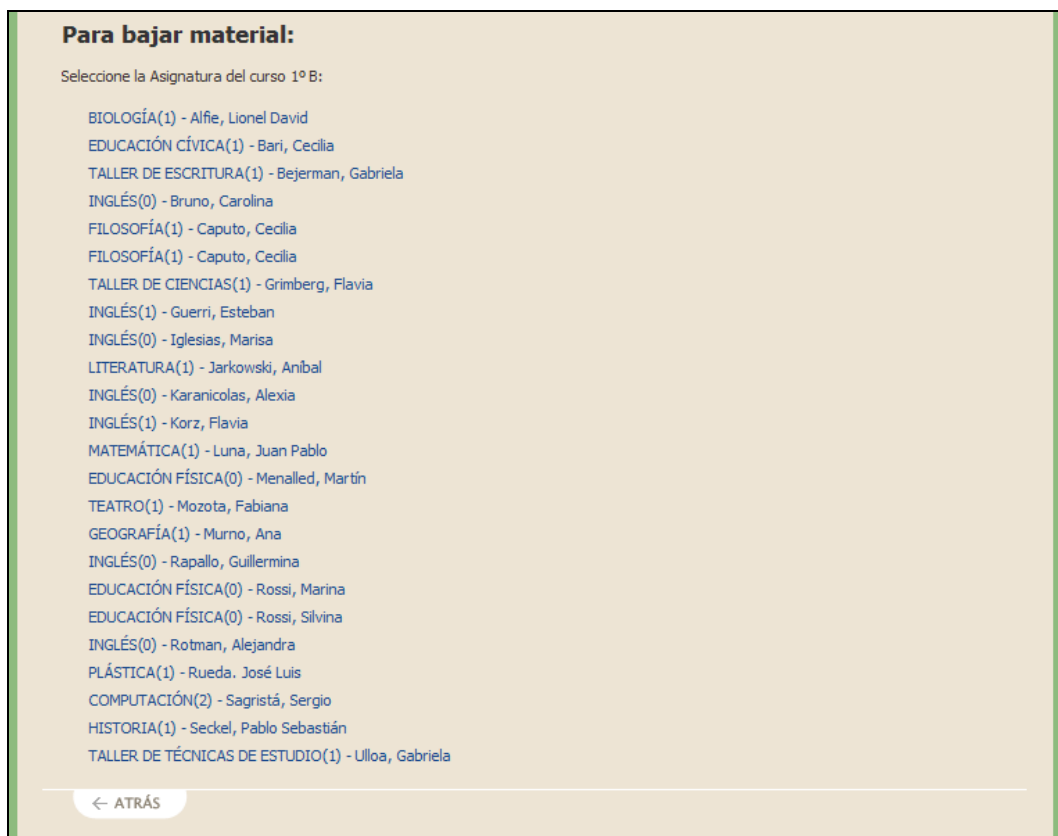 Para bajar material:
Seleccione la Asignatura del curso 1º B:
BIOLOGÍA(1) - Alfie, Lionel David
EDUCACIÓN CÍVICA(1) - Bari, Cecilia
TALLER DE ESCRITURA(1) - Bejerman, Gabriela
INGLÉS(0) - Bruno, Carolina
FILOSOFÍA(1) - Caputo, Cecilia
FILOSOFÍA(1) - Caputo, Cecilia
TALLER DE CIENCIAS(1) - Grimberg, Flavia
INGLÉS(1) - Guerri, Esteban
INGLÉS(0) - Iglesias, Marisa
LITERATURA(1) - Jarkowski, Aníbal
INGLÉS(0) - Karanicolas, Alexia
INGLÉS(1) - Korz, Flavia
MATEMÁTICA(1) - Luna, Juan Pablo
EDUCACIÓN FÍSICA(0) - Menalled, Martín
TEATRO(1) - Mozota, Fabiana
GEOGRAFÍA(1) - Murno, Ana
INGLÉS(0) - Rapallo, Guillermina
EDUCACIÓN FÍSICA(0) - Rossi, Marina
EDUCACIÓN FÍSICA(0) - Rossi, Silvina
INGLÉS(0) - Rotman, Alejandra
PLÁSTICA(1) - Rueda. José Luis
COMPUTACIÓN(2) - Sagristá, Sergio
HISTORIA(1) - Seckel, Pablo Sebastián
TALLER DE TÉCNICAS DE ESTUDIO(1) - Ulloa, Gabriela
← ATRÁS